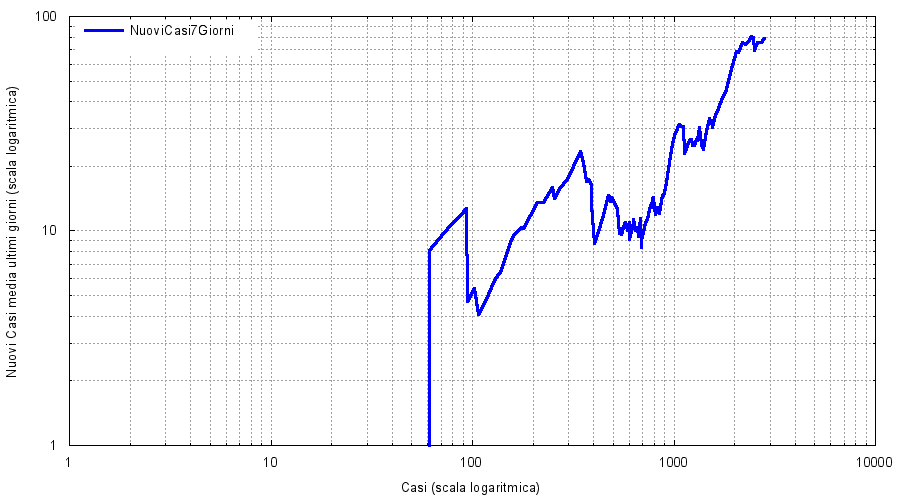 NuoviCasi7Giorni
Nuovi Casi media ultimi giorni (scala logaritmica)
100
10
1
1
10
100
1000
10000
Casi (scala logaritmica)